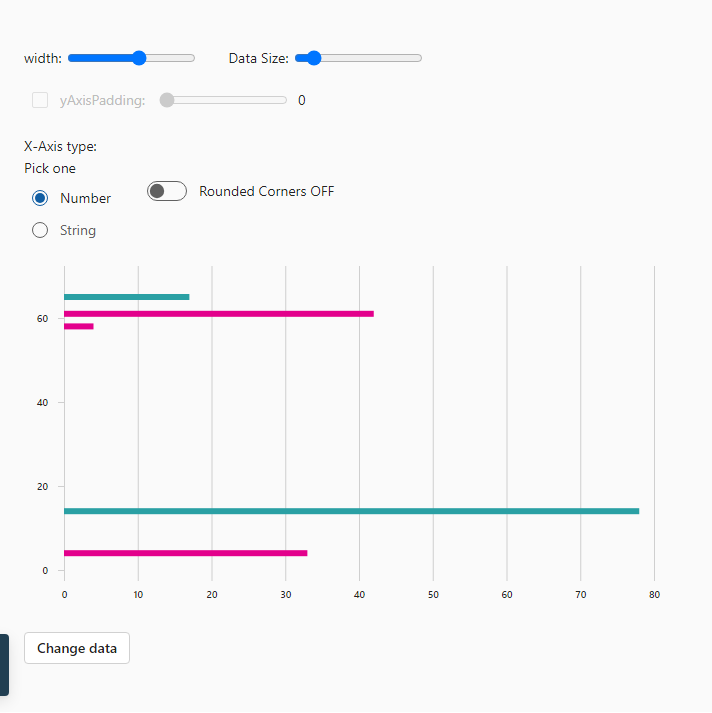 width: Data Size:
yAxisPadding: 0
X-Axis type:
Pick one
Number Rounded Corners OFF
String
60
40
20
0
0 10 20 30 40 50 60 70 80
Change data